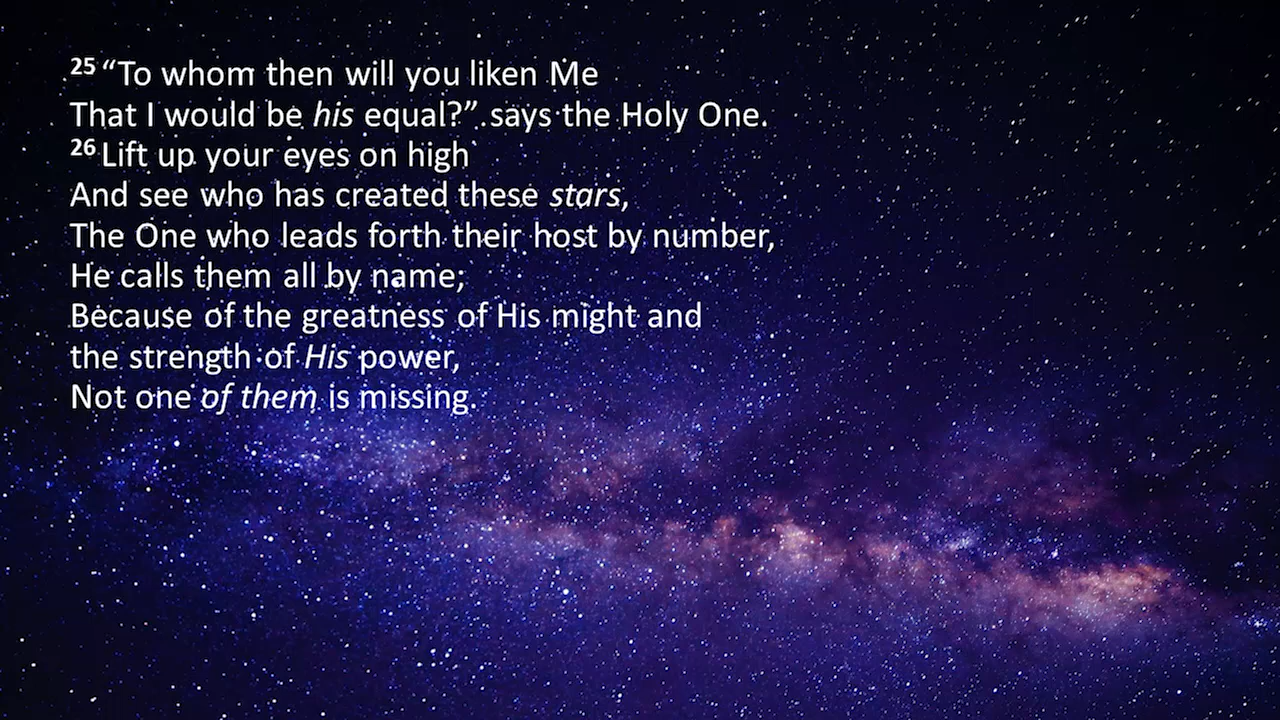 25 “To whom then will you liken Me
That I would be his equal?” says the Holy One.
26 Lift up your eyes on high
And see who has created these stars,
The One who leads forth their host by number,
He calls them all by name;
Because of the greatness of His might and
the strength of His power,
Not one of them is missing.